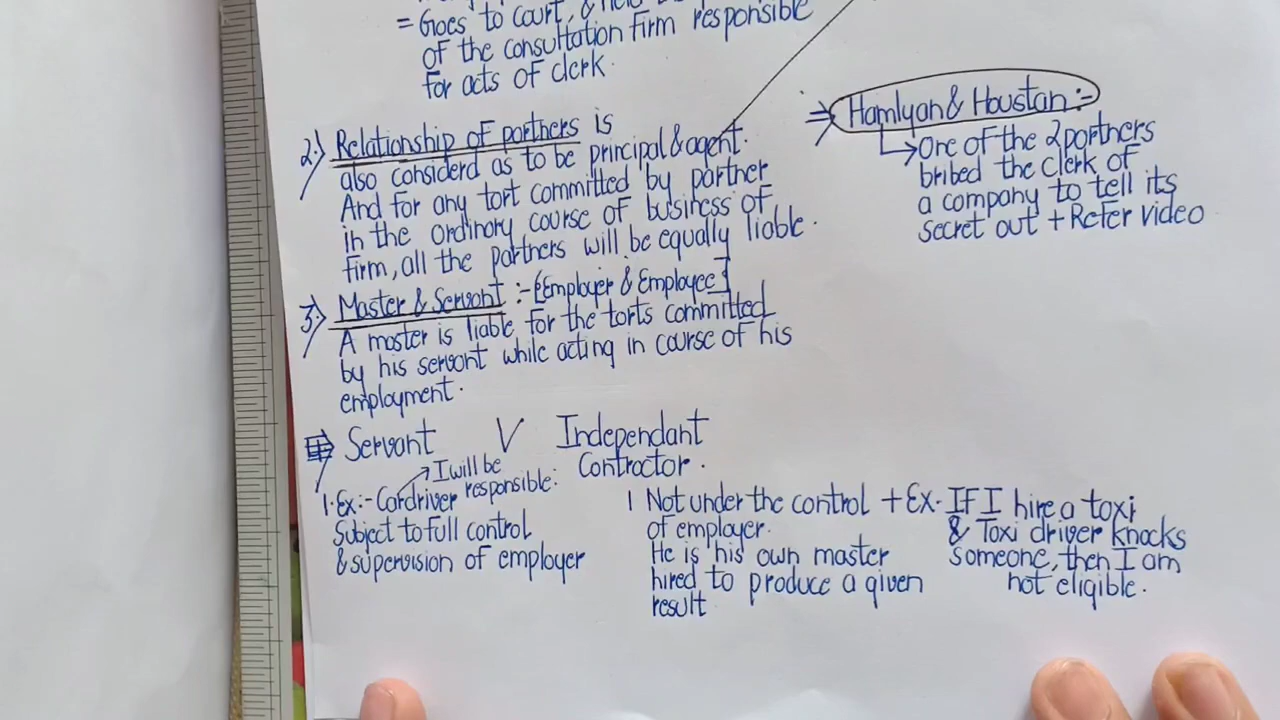 = Goes to court, &
of the consultation firm responsible
for acts of clerk.
2.) Relationship of partners is
also considerd as to be principal & agent.
And for any tort committed by partner
in the ordinory course of business of
firm, all the partners will be equally liable.
3.) Master & Servant :- [Employer & Employee]
A master is liable for the torts committed
by his servant while acting in course of his
employment.
=> Hamlyon & Houstan :-
One of the 2 partners
bribed the clerk of
a company to tell its
secret out + Refer video
Servant V Independant
Contractor.
I will be
responsible:
1. Ex:- Car driver
Subject to full control
& supervision of employer
1 Not under the control
of employer.
He is his own master
hired to produce a given
result
+ Ex. If I hire a taxi
& Taxi driver knocks
someone, then I am
not eligible.